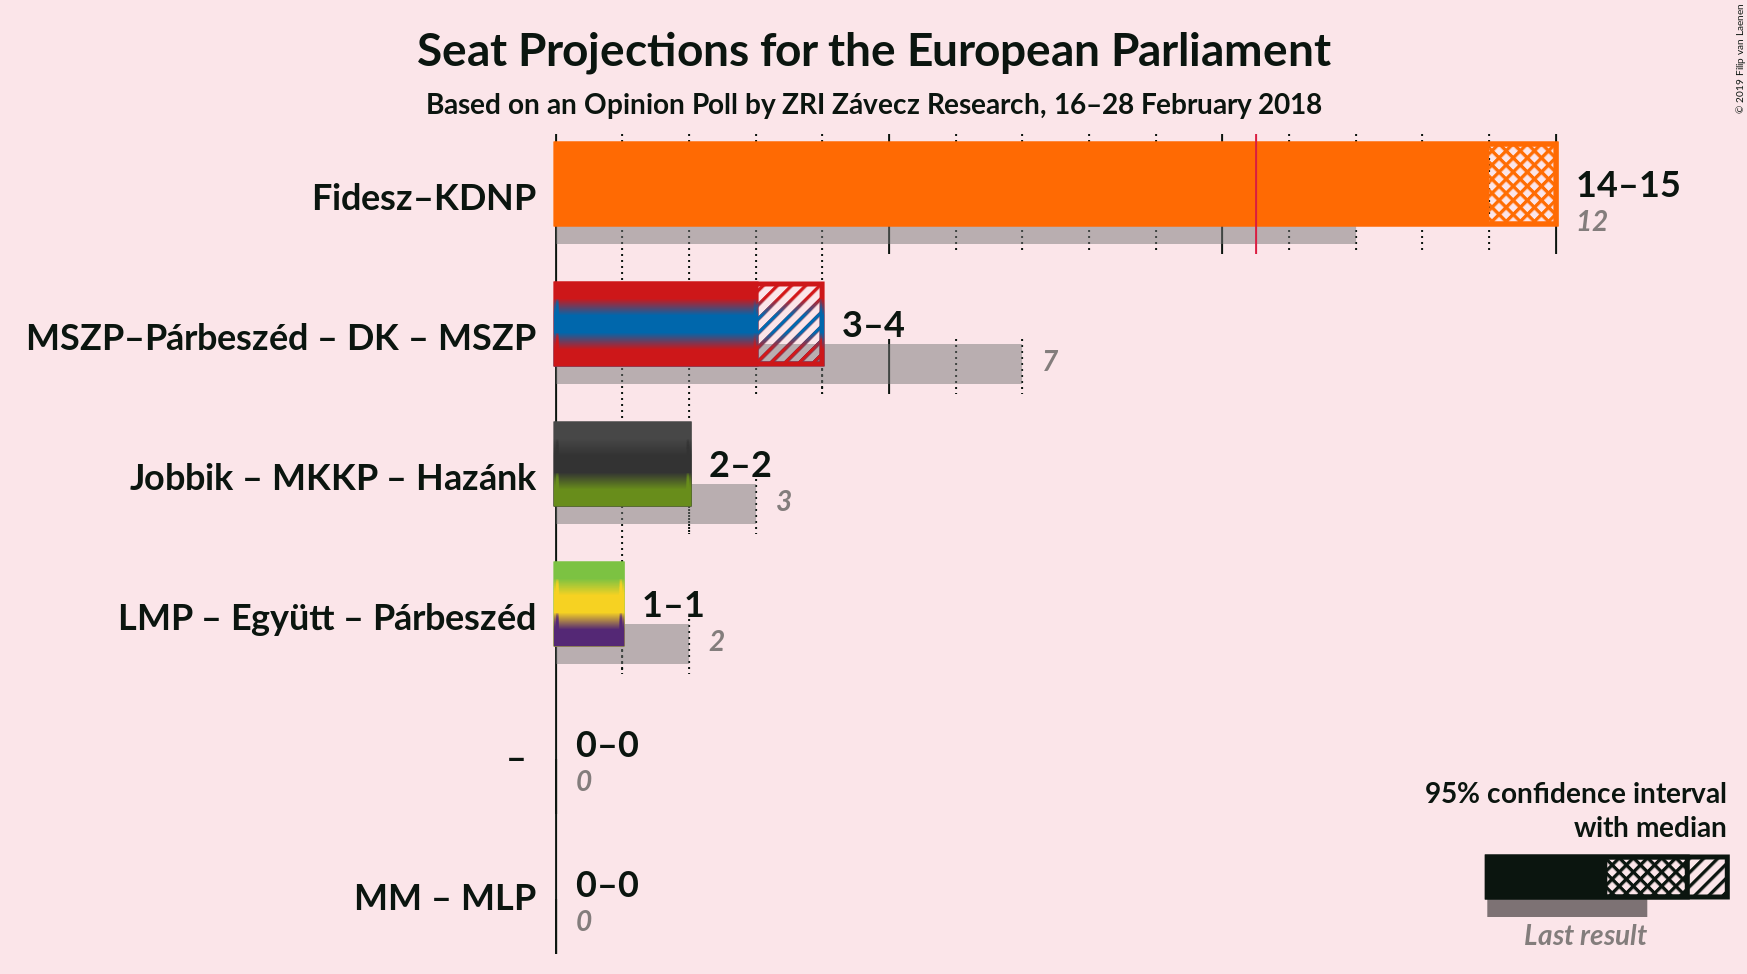 Seat Projections for the European Parliament
Based on an Opinion Poll by ZRI Závecz Research, 16–28 February 2018
© 2019 Filip van Laenen
Fidesz–KDNP
14–15
12
MSZP–Párbeszéd – DK – MSZP
3–4
7
Jobbik – MKKP – Hazánk
2–2
3
LMP – Együtt – Párbeszéd
1–1
2
–
0–0
0
MM – MLP
0–0
0
95% confidence interval
with median
Last result